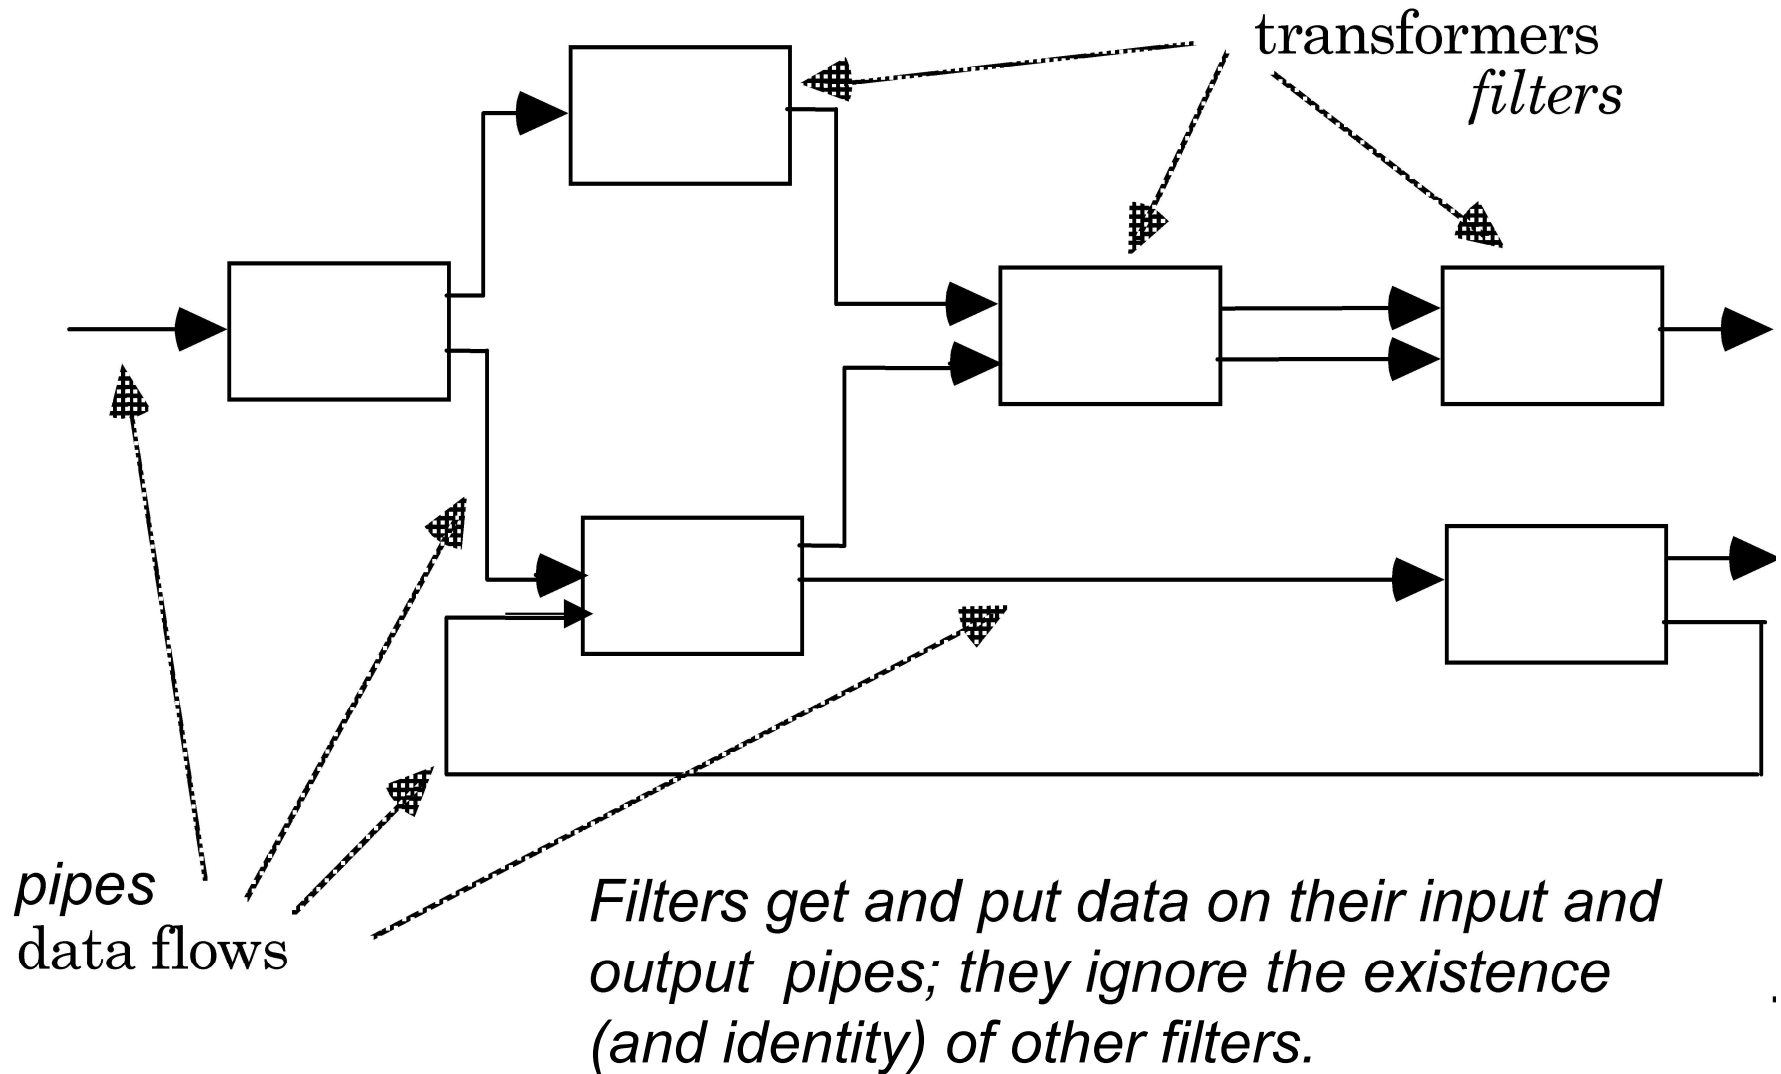 transformers
filters
pipes
data flows
Filters get and put data on their input and
output pipes; they ignore the existence
(and identity) of other filters.